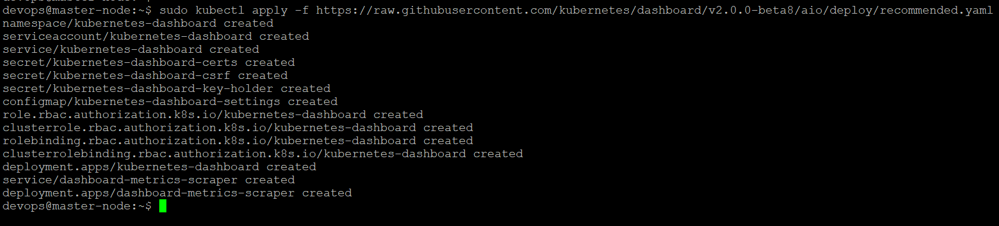 devops@master-node:~$ sudo kubectl apply -f https://raw.githubusercontent.com/kubernetes/dashboard/v2.0.0-beta8/aio/deploy/recommended.yaml
namespace/kubernetes-dashboard created
serviceaccount/kubernetes-dashboard created
service/kubernetes-dashboard created
secret/kubernetes-dashboard-certs created
secret/kubernetes-dashboard-csrf created
secret/kubernetes-dashboard-key-holder created
configmap/kubernetes-dashboard-settings created
role.rbac.authorization.k8s.io/kubernetes-dashboard created
clusterrole.rbac.authorization.k8s.io/kubernetes-dashboard created
rolebinding.rbac.authorization.k8s.io/kubernetes-dashboard created
clusterrolebinding.rbac.authorization.k8s.io/kubernetes-dashboard created
deployment.apps/kubernetes-dashboard created
service/dashboard-metrics-scraper created
deployment.apps/dashboard-metrics-scraper created
devops@master-node:~$